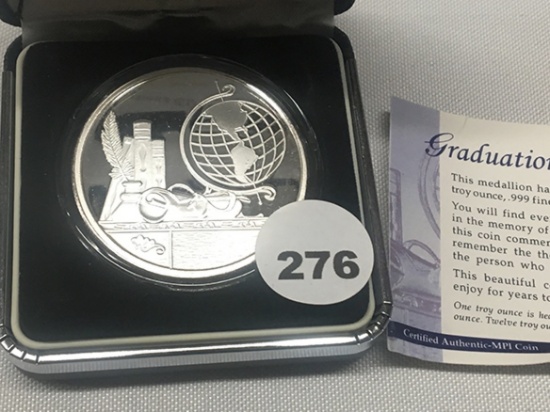 276
Graduation
This medallion ha
troy ounce, .999 fin
You will find eve
in the memory of
this coin comme
remember the th
the person who
This beautiful c
enjoy for years to
One troy ounce is hea
ounce. Twelve troy ou
Certified Authentic-MPI Coin